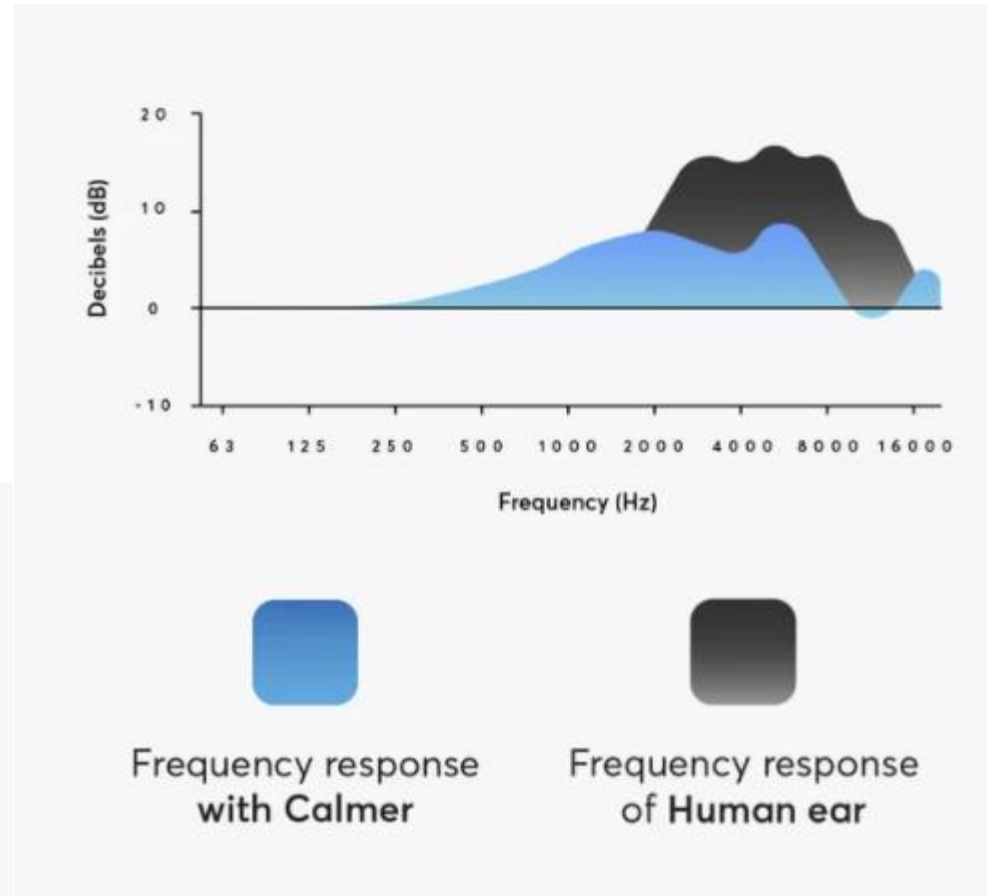 20
10
0
-10
Decibels (dB)
63 125 250 500 1000 2000 4000 8000 16000
Frequency (Hz)
Frequency response
with Calmer
Frequency response
of Human ear